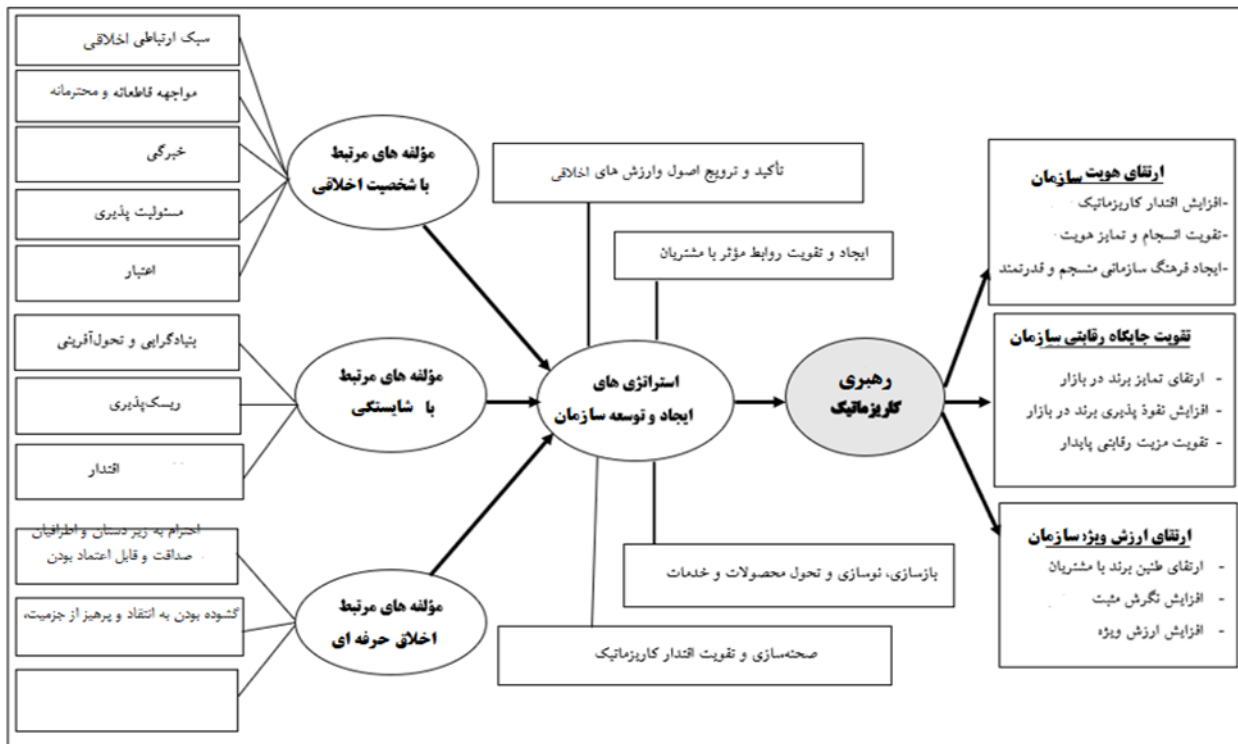 سبک ارتباطی اخلاقی
مواجهه قاطعانه و محترمانه
خبرگی
مسئولیت پذیری
اعتبار
مؤلفه های مرتبط
با شخصیت اخلاقی
بنیادگرایی و تحول‌آفرینی
ریسک‌پذیری
اقتدار
مؤلفه های مرتبط
با شایستگی
احترام به زیر دستان و اطرافیان
صداقت و قابل اعتماد بودن
گشوده بودن به انتقاد و پرهیز از جزمیت،
مؤلفه های مرتبط
اخلاق حرفه ای
تأکید و ترویج اصول وارزش های اخلاقی
ایجاد و تقویت روابط مؤثر با مشتریان
استراتژی های
ایجاد و توسعه سازمان
بازسازی، نوسازی و تحول محصولات و خدمات
صحنه‌سازی و تقویت اقتدار کاریزماتیک
رهبری
کاریزماتیک
ارتقای هویت سازمان
-افزایش اقتدار کاریزماتیک
-تقویت انسجام و تمایز هویت
-ایجاد فرهنگ سازمانی منسجم و قدرتمند
تقویت جایگاه رقابتی سازمان
- ارتقای تمایز برند در بازار
- افزایش نفوذ پذیری برند در بازار
- تقویت مزیت رقابتی پایدار
ارتقای ارزش ویژه سازمان
- ارتقای طنین برند با مشتریان
- افزایش نگرش مثبت
- افزایش ارزش ویژه